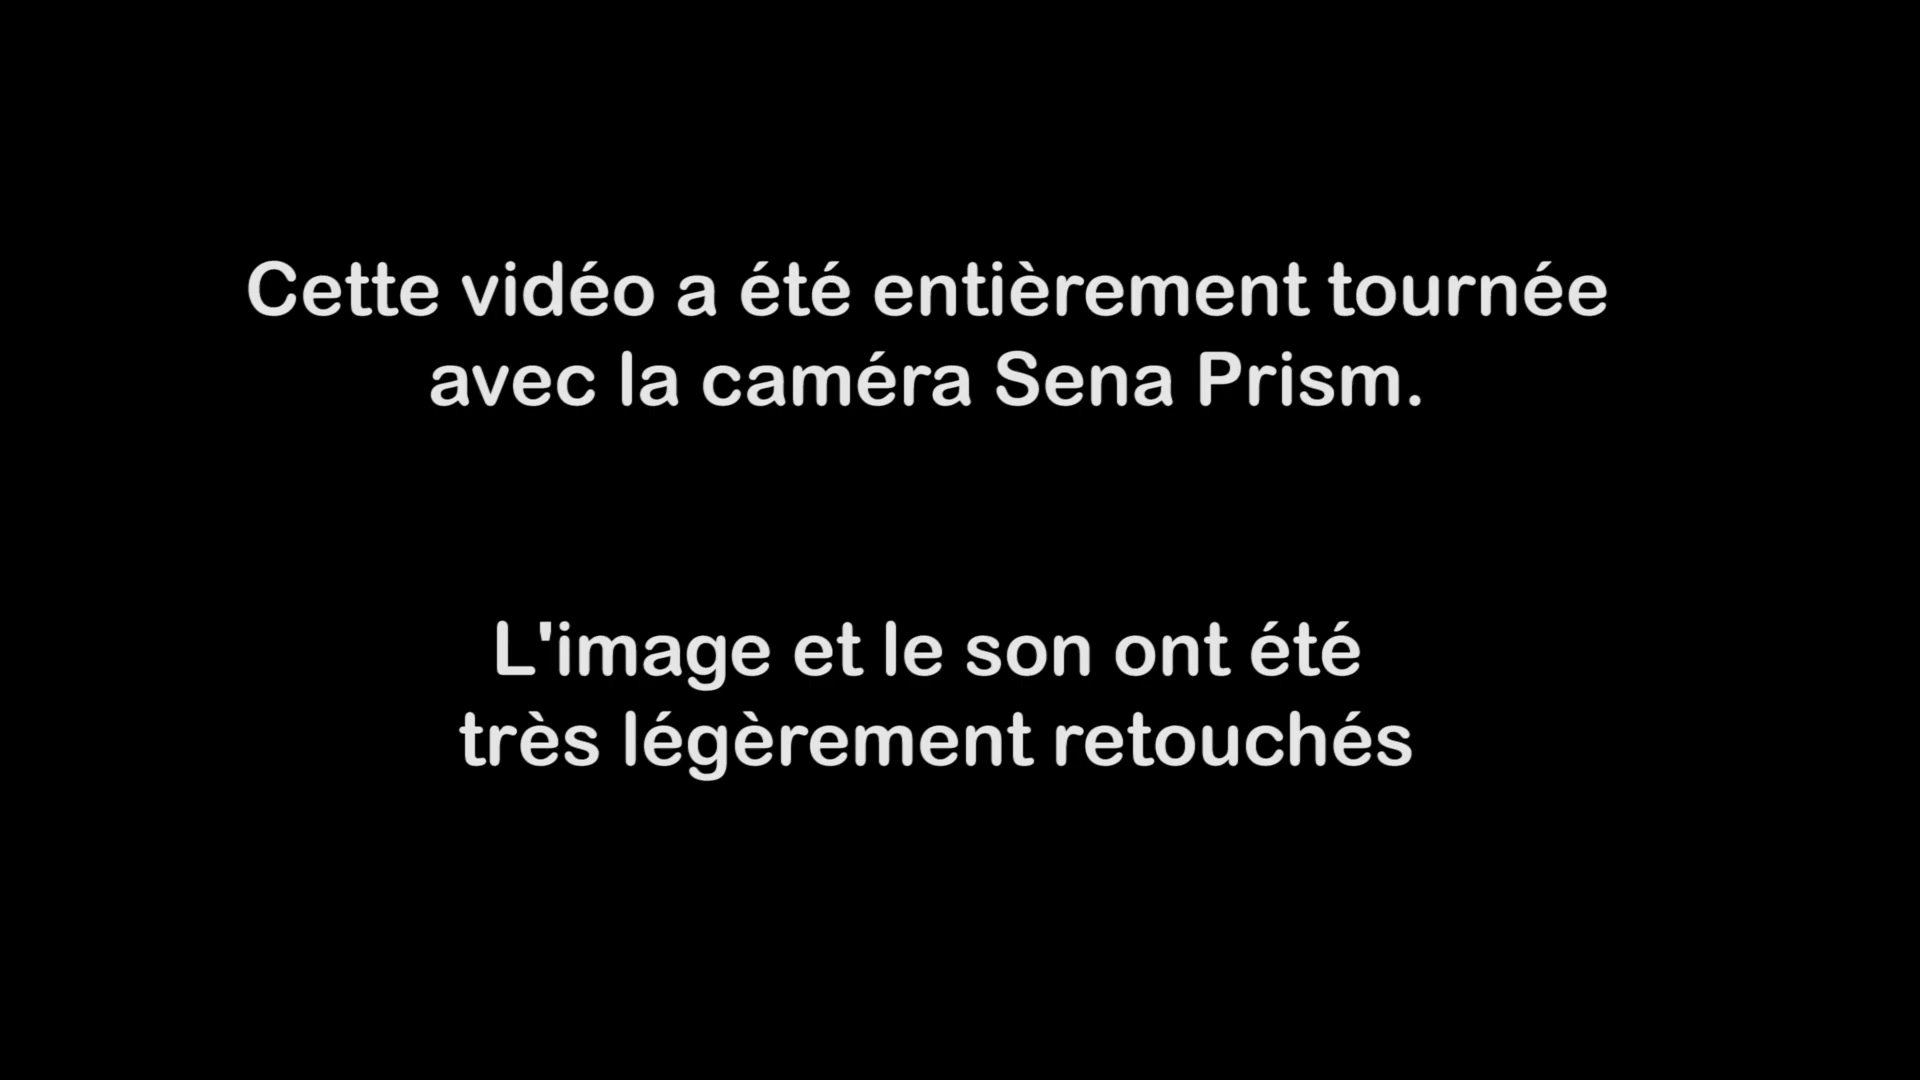 Cette vidéo a été entièrement tournée
avec la caméra Sena Prism.
L'image et le son ont été
très légèrement retouchés